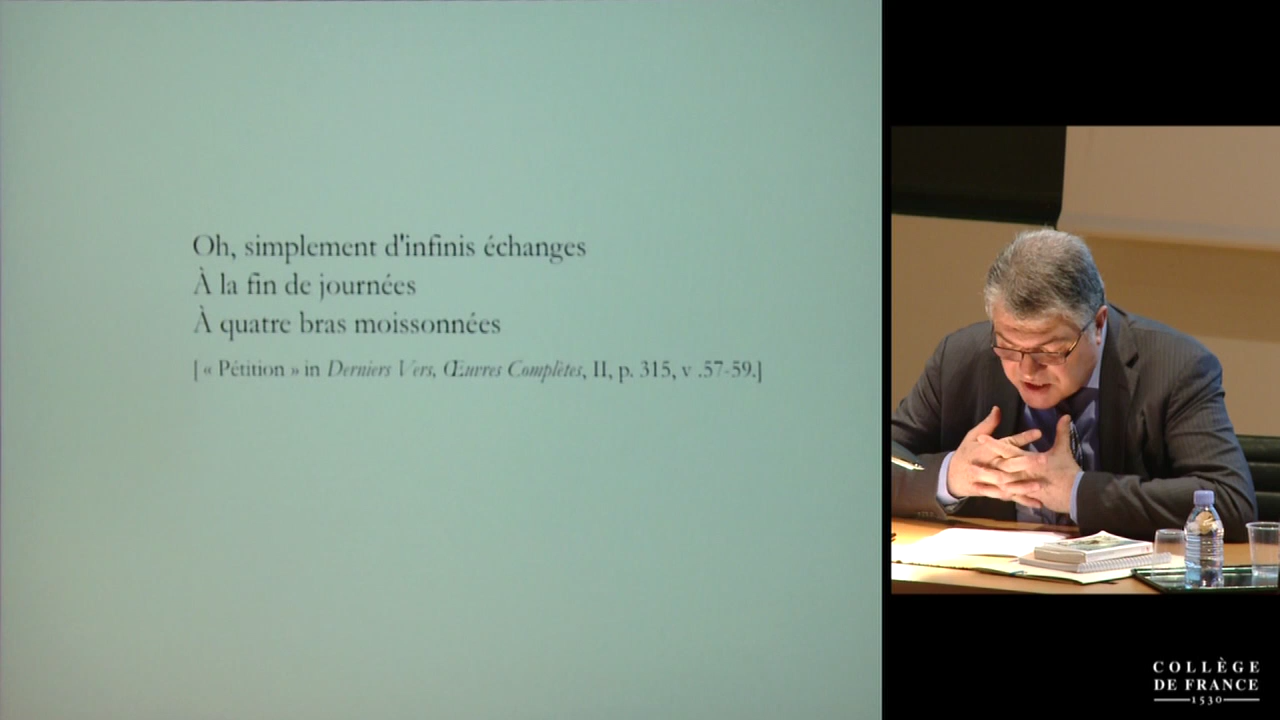 Oh, simplement d'infinis échanges
À la fin de journées
À quatre bras moissonnées
[ « Pétition » in Derniers Vers, Œuvres Complètes, II, p. 315, v .57-59.]
COLLÈGE
DE FRANCE
1530